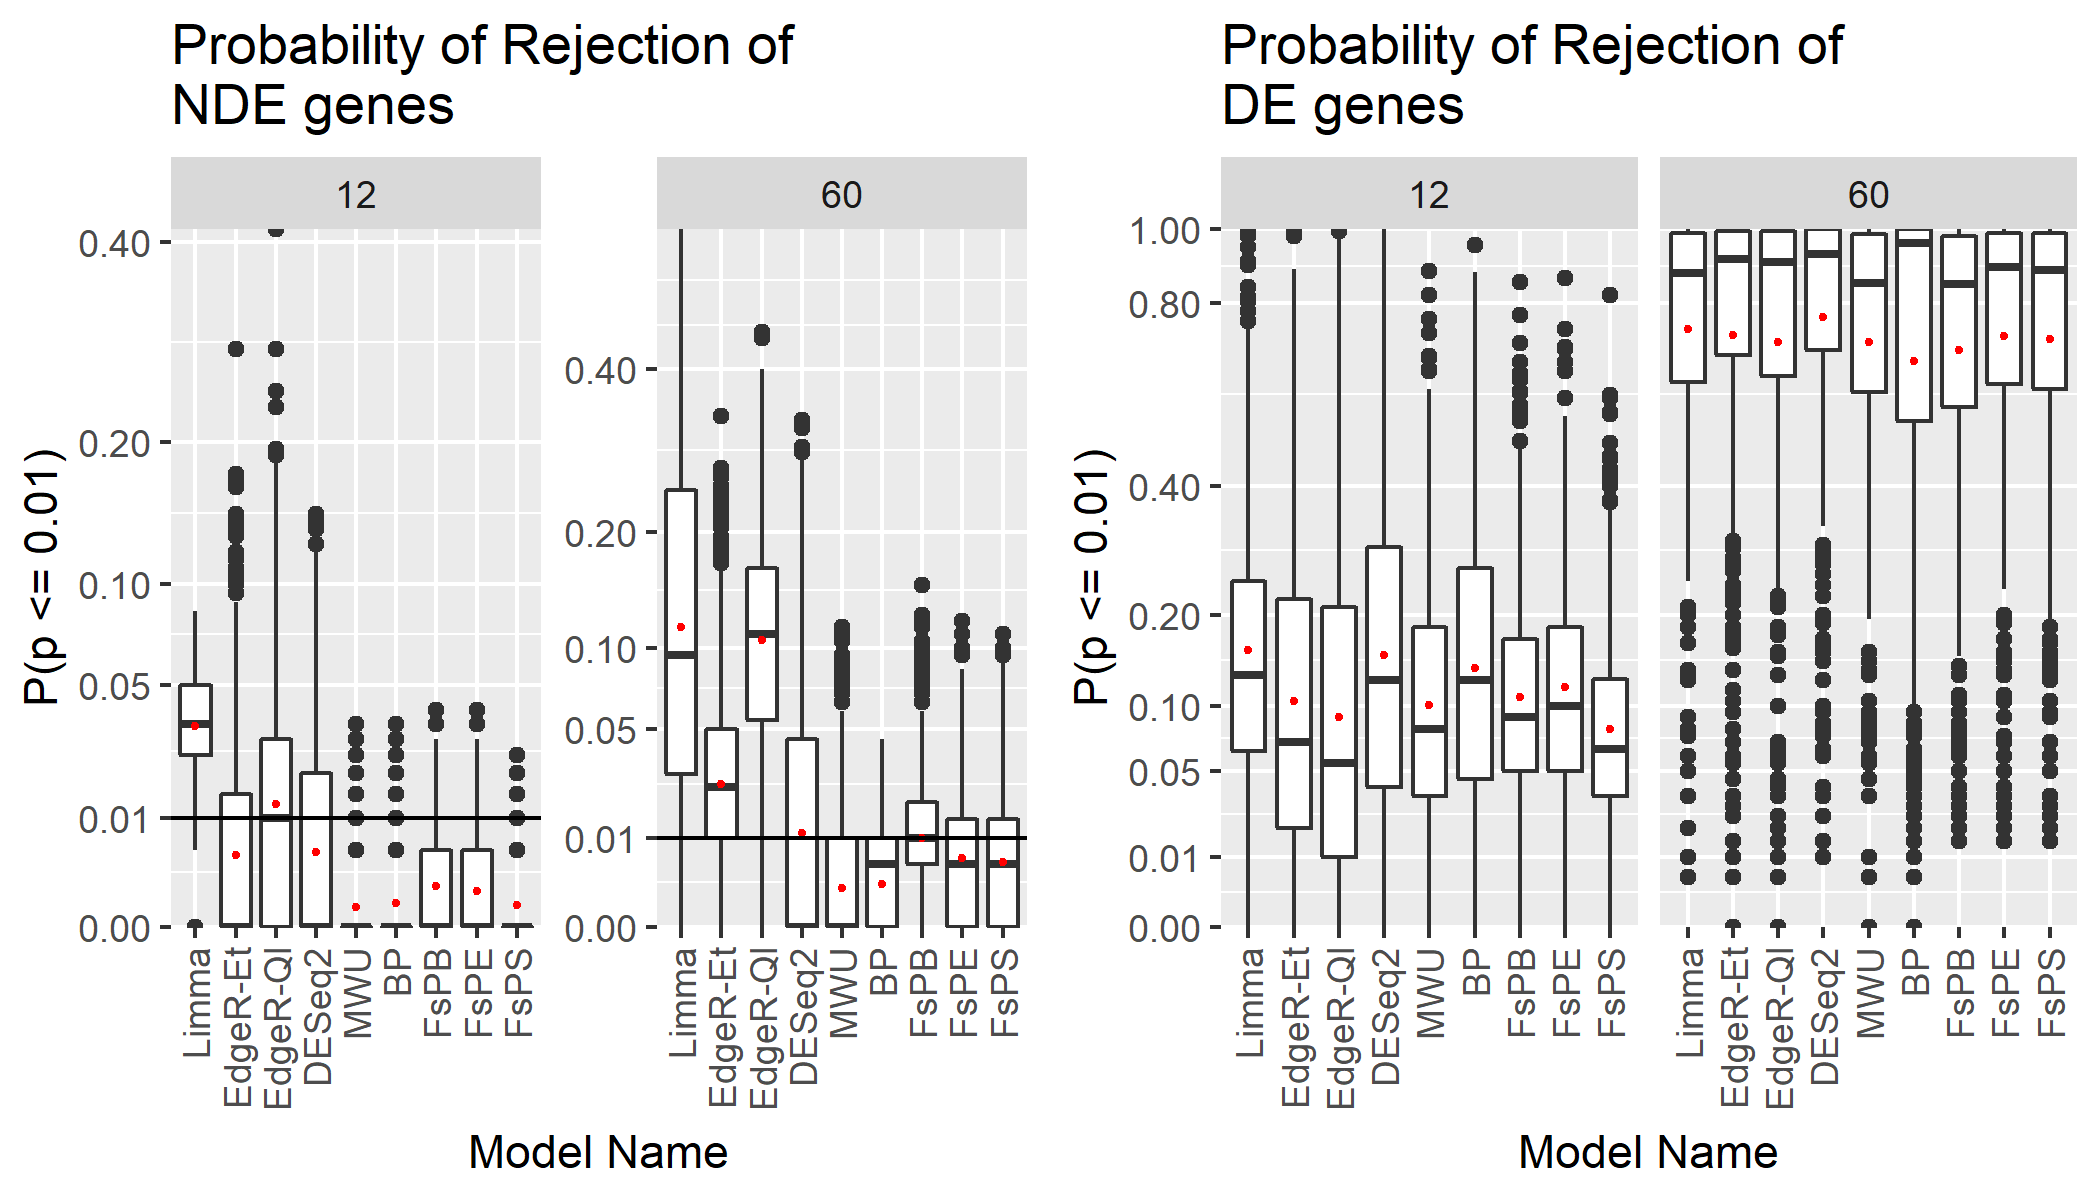 Probability of Rejection of
NDE genes
P(p <= 0.01)
12
0.40
0.20
0.10
0.05
0.01
0.00
Limma
EdgeR-Et
EdgeR-Ql
DESeq2
MWU
BP
FsPB
FsPE
FsPS
60
0.40
0.20
0.10
0.05
0.01
0.00
Limma
EdgeR-Et
EdgeR-Ql
DESeq2
MWU
BP
FsPB
FsPE
FsPS
Model Name
Probability of Rejection of
DE genes
P(p <= 0.01)
12
1.00
0.80
0.40
0.20
0.10
0.05
0.01
0.00
Limma
EdgeR-Et
EdgeR-Ql
DESeq2
MWU
BP
FsPB
FsPE
FsPS
60
Limma
EdgeR-Et
EdgeR-Ql
DESeq2
MWU
BP
FsPB
FsPE
FsPS
Model Name